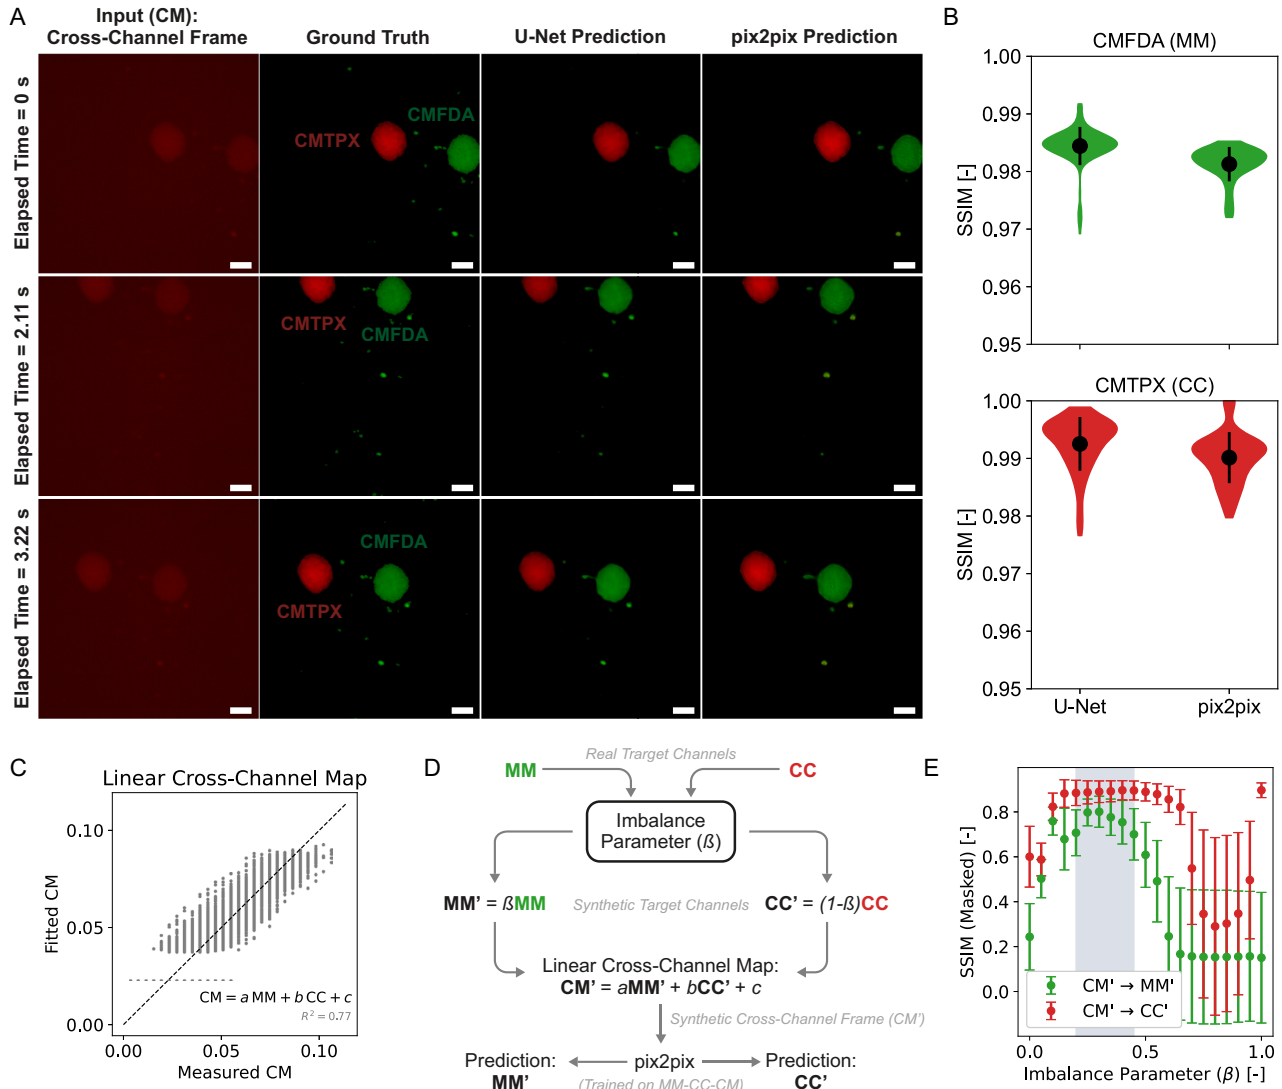 A
Input (CM):
Cross-Channel Frame
Ground Truth
U-Net Prediction
pix2pix Prediction
Elapsed Time = 0 s
CMTPX
CMFDA
Elapsed Time = 2.11 s
CMTPX
CMFDA
Elapsed Time = 3.22 s
CMFDA
CMTPX
B
CMFDA (MM)
1.00
0.99
0.98
0.97
0.96
0.95
SSIM [-]
CMTPX (CC)
1.00
0.99
0.98
0.97
0.96
0.95
SSIM [-]
U-Net
pix2pix
C
Linear Cross-Channel Map
0.10
0.05
0.00
Fitted CM
CM = a MM + b CC + c
R² = 0.77
0.00
0.05
0.10
Measured CM
D
Real Trarget Channels
MM
CC
Imbalance
Parameter (ß)
MM' = ßMM
Synthetic Target Channels
CC' = (1-ß)CC
Linear Cross-Channel Map:
CM' = aMM' + bCC' + c
Synthetic Cross-Channel Frame (CM')
Prediction:
MM'
pix2pix
(Trained on MM-CC-CM)
Prediction:
CC'
E
0.8
0.6
0.4
0.2
0.0
SSIM (Masked) [-]
CM' → MM'
CM' → CC'
0.0
0.5
1.0
Imbalance Parameter (β) [-]